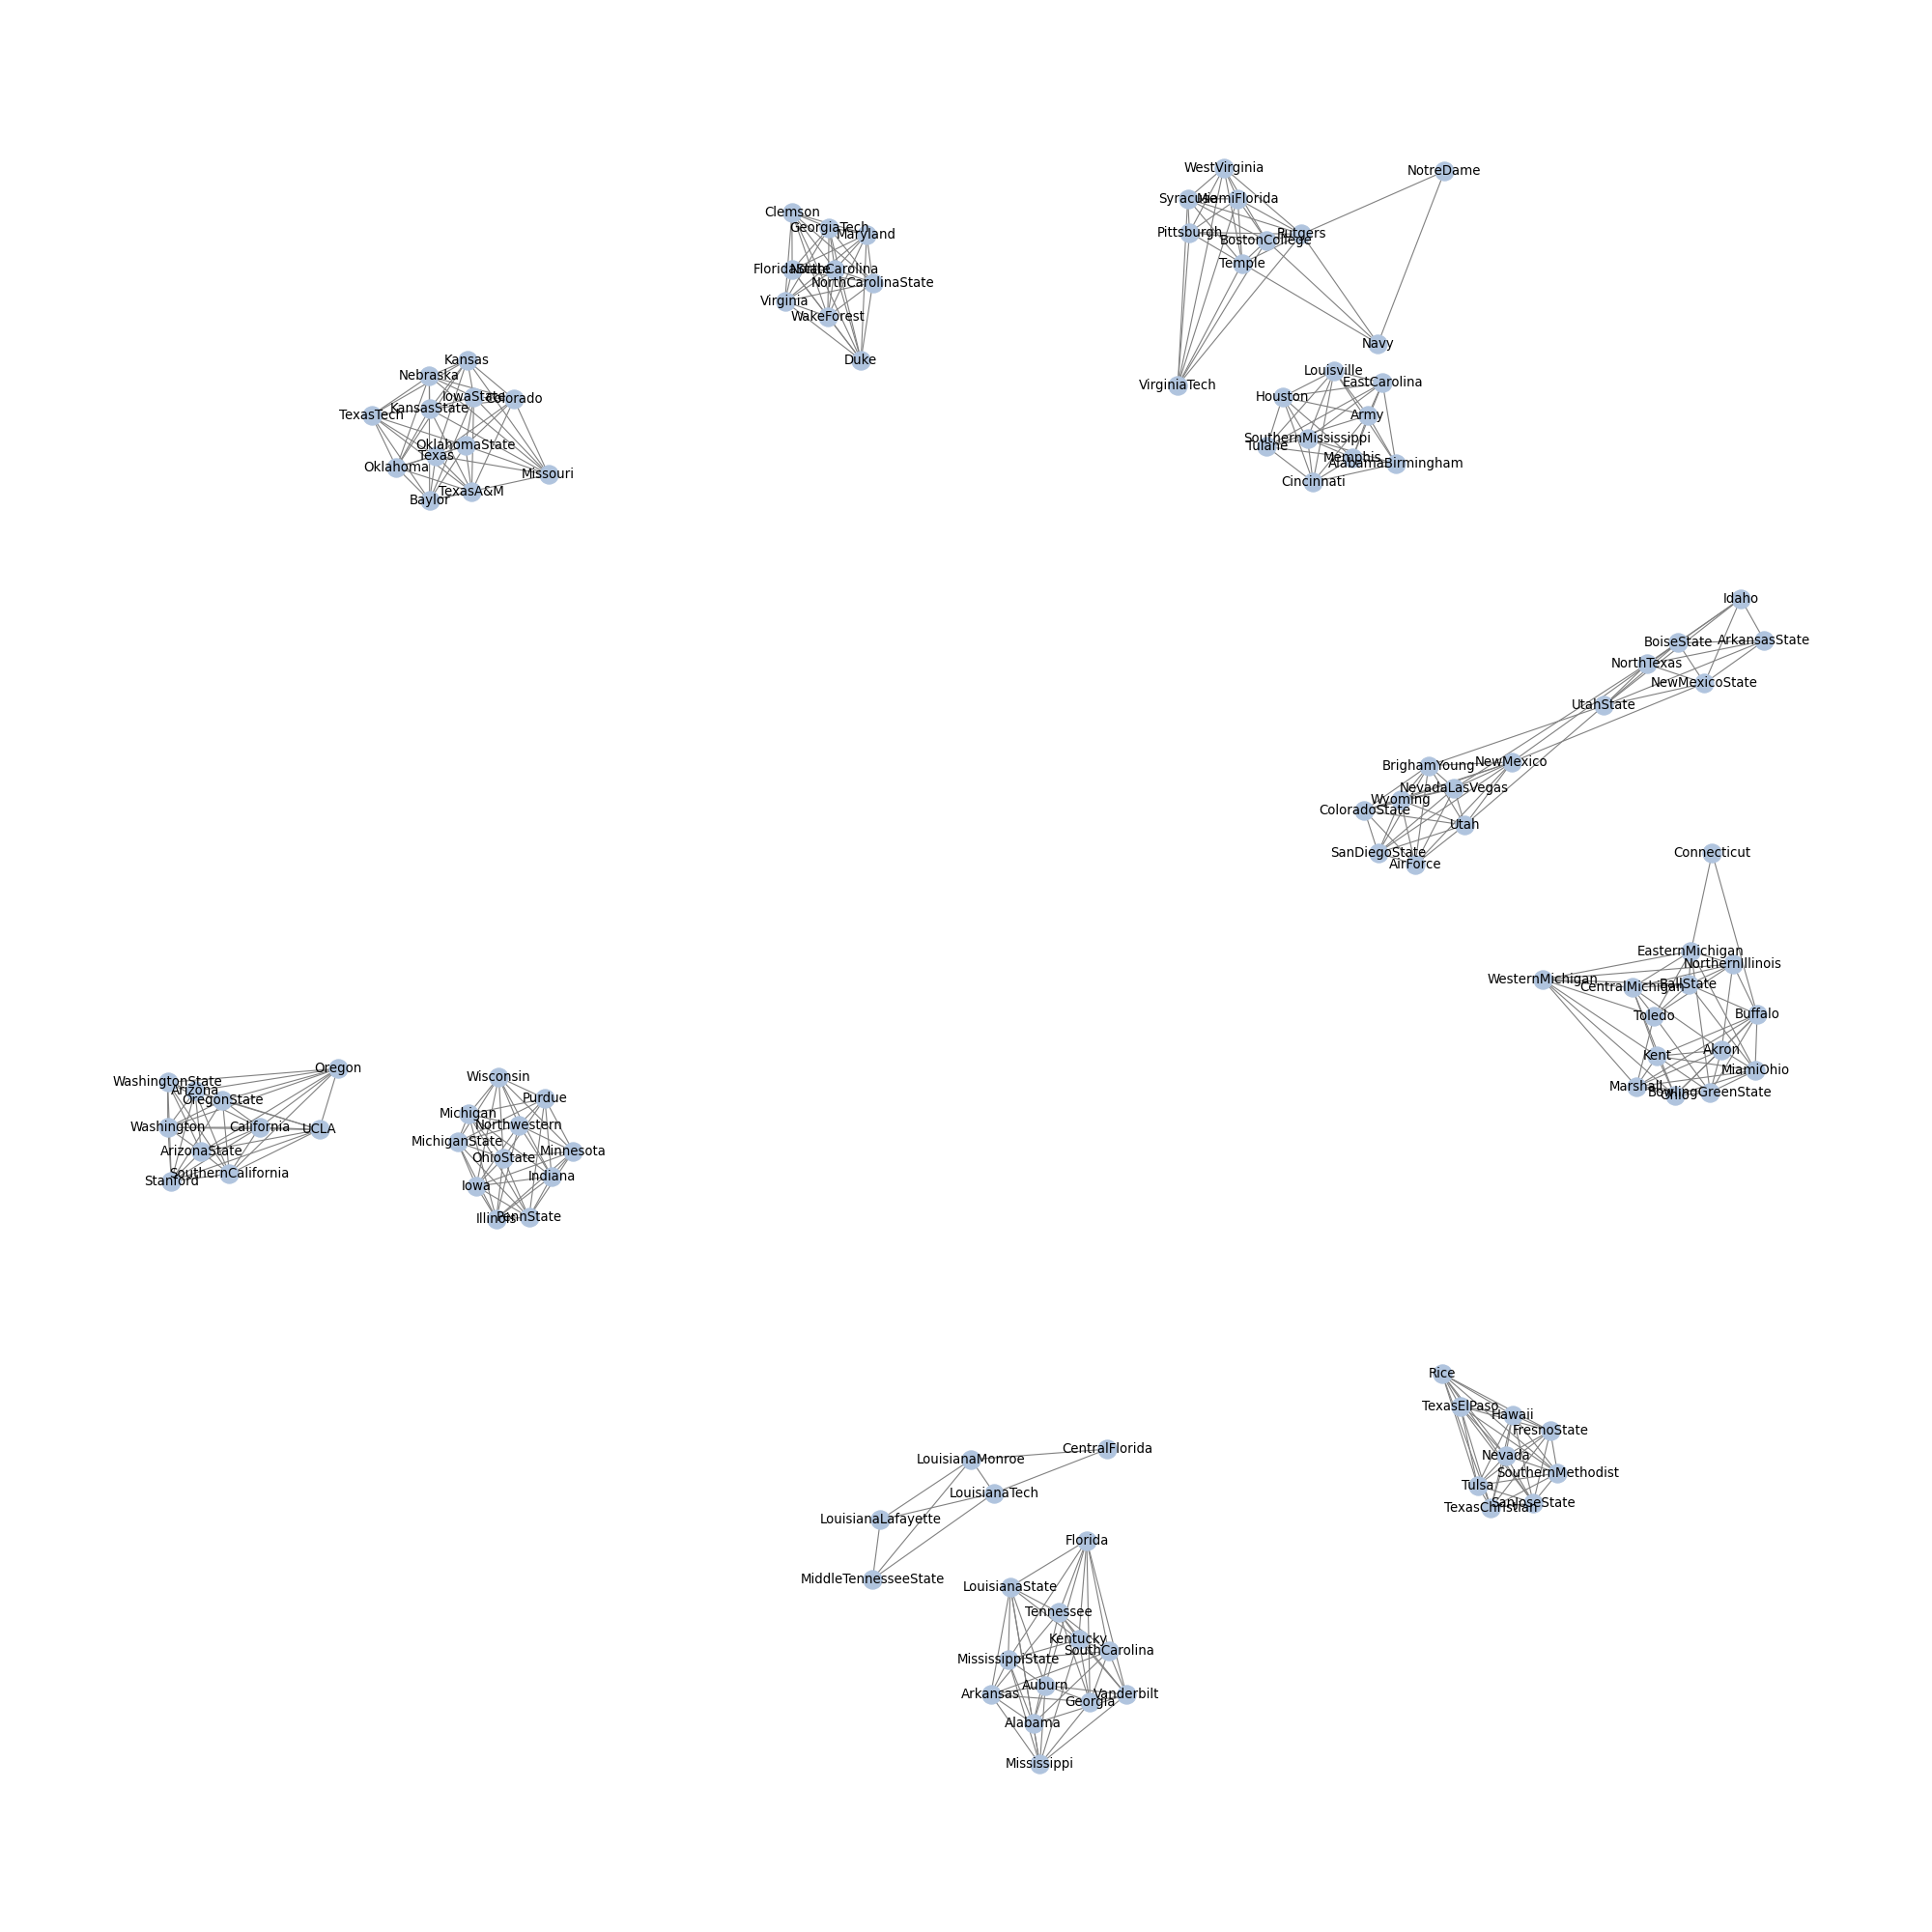 WestVirginia
NotreDame
Syracuse
MiamiFlorida
Clemson
GeorgiaTech
Maryland
Pittsburgh
BostonCollege
Rutgers
Temple
FloridaState
NorthCarolina
NorthCarolinaState
Virginia
WakeForest
Duke
Navy
VirginiaTech
Louisville
EastCarolina
Houston
Army
SouthernMississippi
Tulane
Memphis
AlabamaBirmingham
Cincinnati
Kansas
Nebraska
IowaState
Colorado
KansasState
TexasTech
OklahomaState
Texas
Oklahoma
Missouri
TexasA&M
Baylor
Idaho
BoiseState
ArkansasState
NorthTexas
NewMexicoState
UtahState
BrighamYoung
NewMexico
NevadaLasVegas
Wyoming
ColoradoState
Utah
SanDiegoState
AirForce
Connecticut
EasternMichigan
NorthernIllinois
WesternMichigan
CentralMichigan
BallState
Toledo
Buffalo
Kent
Akron
MiamiOhio
Marshall
Ohio
BowlingGreenState
Oregon
WashingtonState
Arizona
OregonState
Washington
California
UCLA
ArizonaState
SouthernCalifornia
Stanford
Wisconsin
Purdue
Michigan
Northwestern
MichiganState
Minnesota
OhioState
Indiana
Iowa
Illinois
PennState
Rice
TexasElPaso
Hawaii
FresnoState
Nevada
SouthernMethodist
Tulsa
SanJoseState
TexasChristian
CentralFlorida
LouisianaMonroe
LouisianaTech
LouisianaLafayette
MiddleTennesseeState
Florida
LouisianaState
Tennessee
Kentucky
SouthCarolina
MississippiState
Auburn
Arkansas
Georgia
Vanderbilt
Alabama
Mississippi